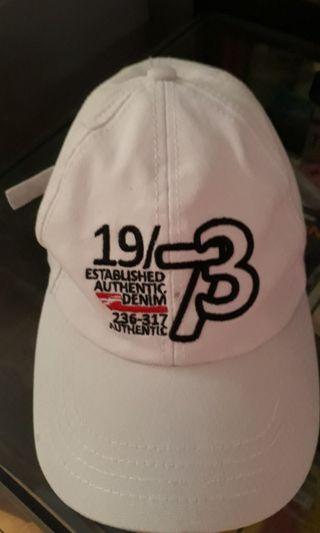 19/73
ESTABLISHED
AUTHENTIC
DENIM
236-317
AUTHENTIC